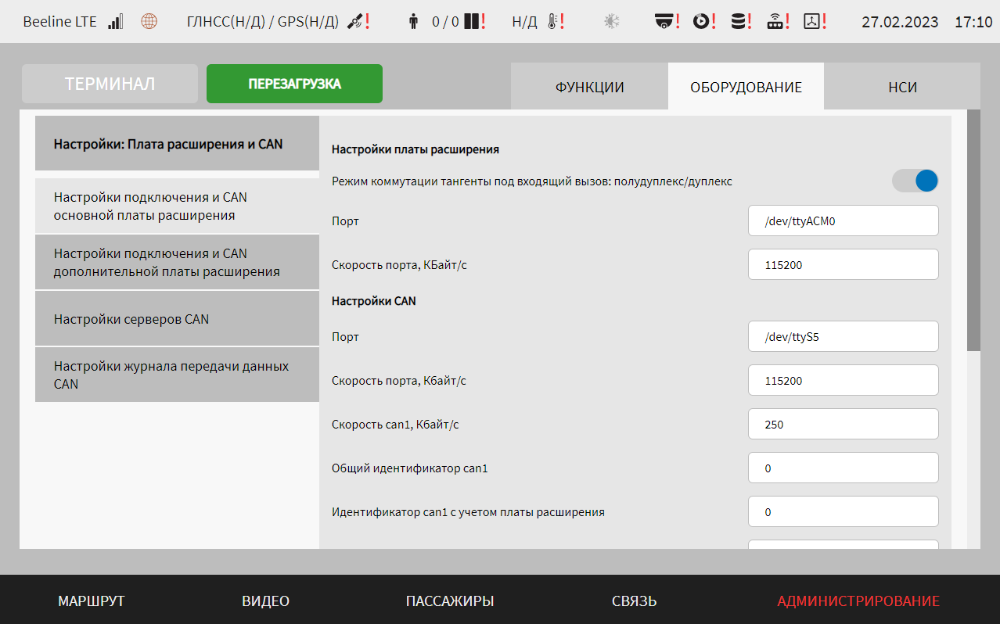 Beeline LTE ГЛНСС(Н/Д) / GPS(Н/Д) ! 0 / 0 ! Н/Д ! ! ! ! ! ! 27.02.2023 17:10
ТЕРМИНАЛ ПЕРЕЗАГРУЗКА ФУНКЦИИ ОБОРУДОВАНИЕ НСИ
Настройки: Плата расширения и CAN
Настройки подключения и CAN
основной платы расширения
Настройки подключения и CAN
дополнительной платы расширения
Настройки серверов CAN
Настройки журнала передачи данных
CAN
Настройки платы расширения
Режим коммутации тангенты под входящий вызов: полудуплекс/дуплекс
Порт /dev/ttyACM0
Скорость порта, КБайт/с 115200
Настройки CAN
Порт /dev/ttyS5
Скорость порта, Кбайт/с 115200
Скорость can1, Кбайт/с 250
Общий идентификатор can1 0
Идентификатор can1 с учетом платы расширения 0
МАРШРУТ ВИДЕО ПАССАЖИРЫ СВЯЗЬ АДМИНИСТРИРОВАНИЕ